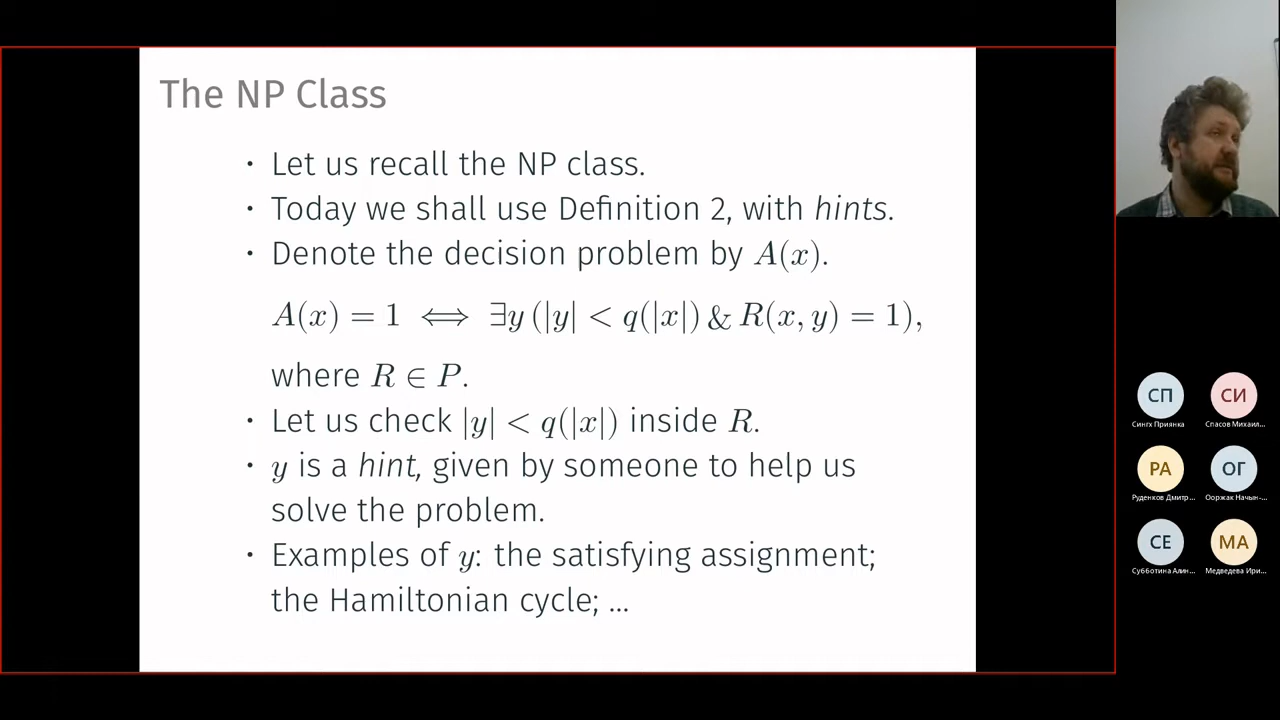 The NP Class
· Let us recall the NP class.
· Today we shall use Definition 2, with hints.
· Denote the decision problem by A(x).
A(x) = 1 ⟺ ∃y (|y| < q(|x|) & R(x, y) = 1),
where R ∈ P.
· Let us check |y| < q(|x|) inside R.
· y is a hint, given by someone to help us
solve the problem.
· Examples of y: the satisfying assignment;
the Hamiltonian cycle; ...
СП
СИ
Сингх Приянка
Спасов Михаил...
РА
ОГ
Руденков Дмитр...
Ооржак Начын-...
СЕ
МА
Субботина Алин...
Медведева Ири...